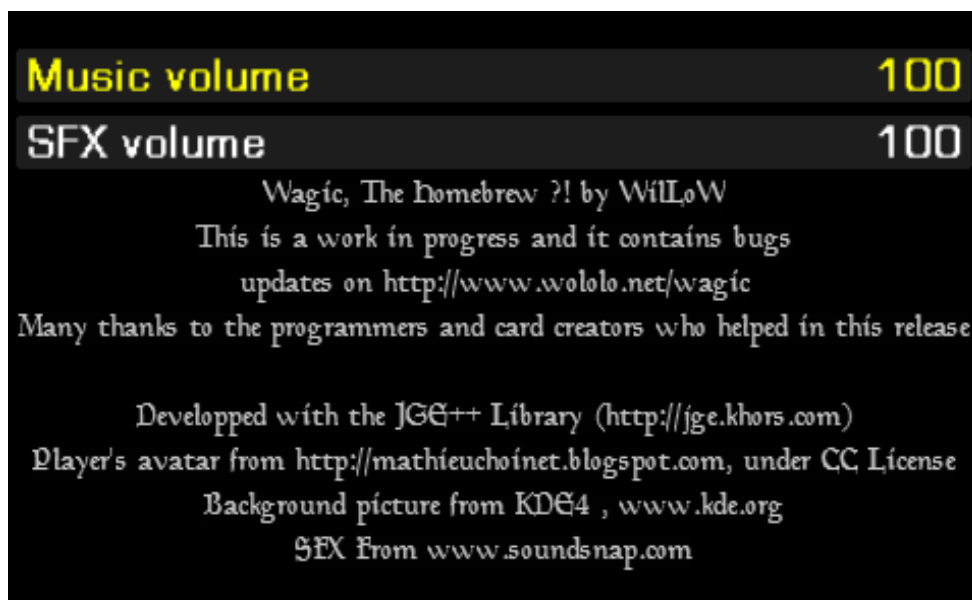 Music volume 100
SFX volume 100
Wagic, The Homebrew ?! by WilLoW
This is a work in progress and it contains bugs
updates on http://www.wololo.net/wagic
Many thanks to the programmers and card creators who helped in this release
Developped with the JGE++ Library (http://jge.khors.com)
Player's avatar from http://mathieuchoinet.blogspot.com, under CC License
Background picture from KDE4 , www.kde.org
SFX From www.soundsnap.com